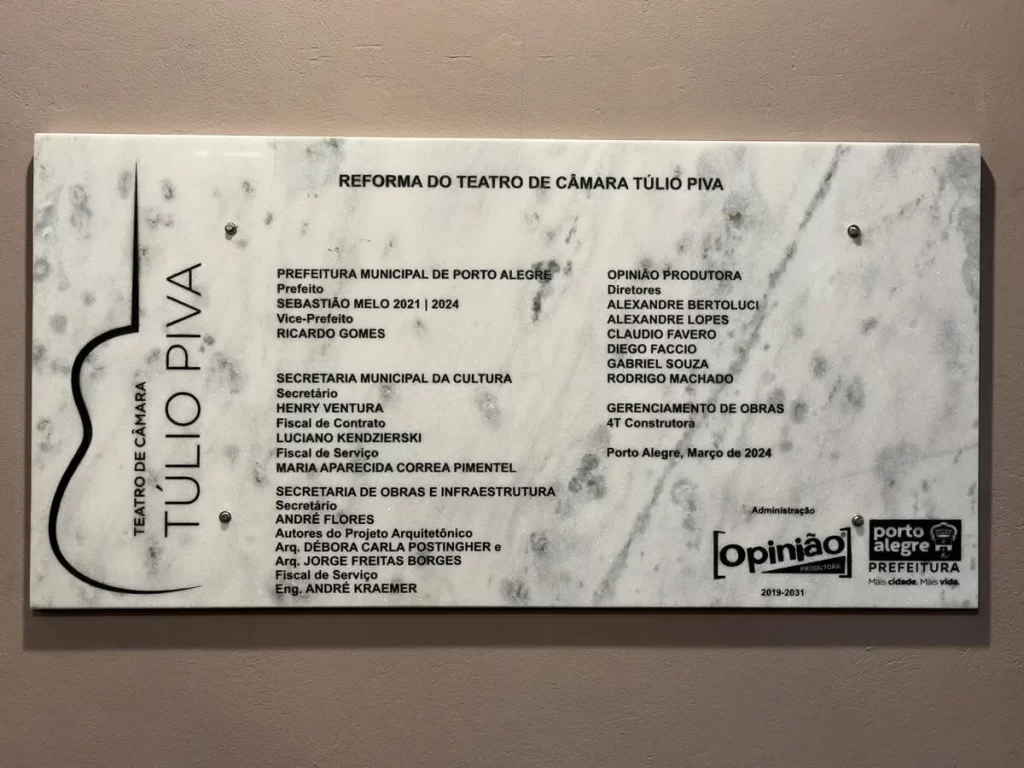 REFORMA DO TEATRO DE CÂMARA TÚLIO PIVA
TEATRO DE CÂMARA
TÚLIO PIVA
PREFEITURA MUNICIPAL DE PORTO ALEGRE
Prefeito
SEBASTIÃO MELO 2021 | 2024
Vice-Prefeito
RICARDO GOMES
SECRETARIA MUNICIPAL DA CULTURA
Secretário
HENRY VENTURA
Fiscal de Contrato
LUCIANO KENDZIERSKI
Fiscal de Serviço
MARIA APARECIDA CORREA PIMENTEL
SECRETARIA DE OBRAS E INFRAESTRUTURA
Secretário
ANDRÉ FLORES
Autores do Projeto Arquitetônico
Arq. DÉBORA CARLA POSTINGHER e
Arq. JORGE FREITAS BORGES
Fiscal de Serviço
Eng. ANDRÉ KRAEMER
OPINIÃO PRODUTORA
Diretores
ALEXANDRE BERTOLUCI
ALEXANDRE LOPES
CLAUDIO FAVERO
DIEGO FACCIO
GABRIEL SOUZA
RODRIGO MACHADO
GERENCIAMENTO DE OBRAS
4T Construtora
Porto Alegre, Março de 2024
Administração
[Opinião]
PRODUTORA
2019-2031
porto
alegre
PREFEITURA
Mais cidade. Mais vida.